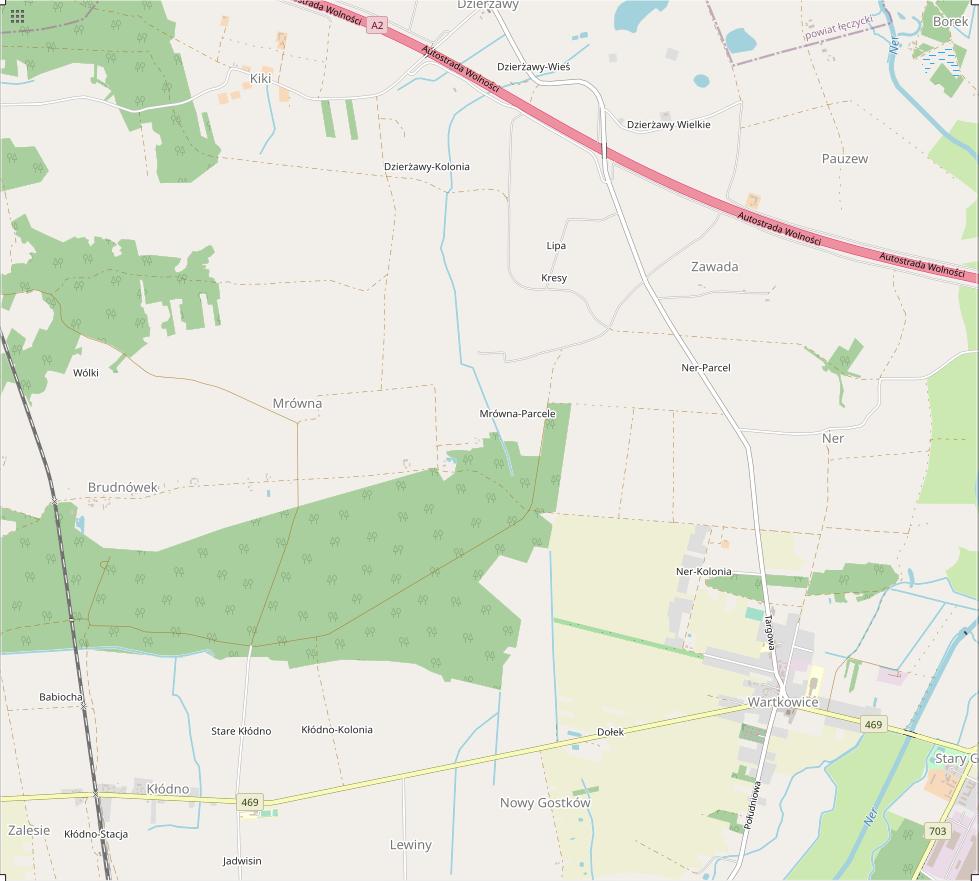 Dzierżawy
Autostrada Wolności
A2
powiat łęczycki
Borek
Ner
Autostrada Wolności
Dzierżawy-Wieś
Kiki
Dzierżawy Wielkie
Pauzew
Dzierżawy-Kolonia
Autostrada Wolności
Lipa
Autostrada Wolności
Zawada
Kresy
Wólki
Ner-Parcel
Mrówna
Mrówna-Parcele
Ner
Brudnówek
Ner-Kolonia
Targowa
Babiocha
Wartkowice
Stare Kłódno
Kłódno-Kolonia
Dołek
469
Stary G
Kłódno
469
Nowy Gostków
Południowa
Ner
Zalesie
Kłódno-Stacja
703
Lewiny
Jadwisin